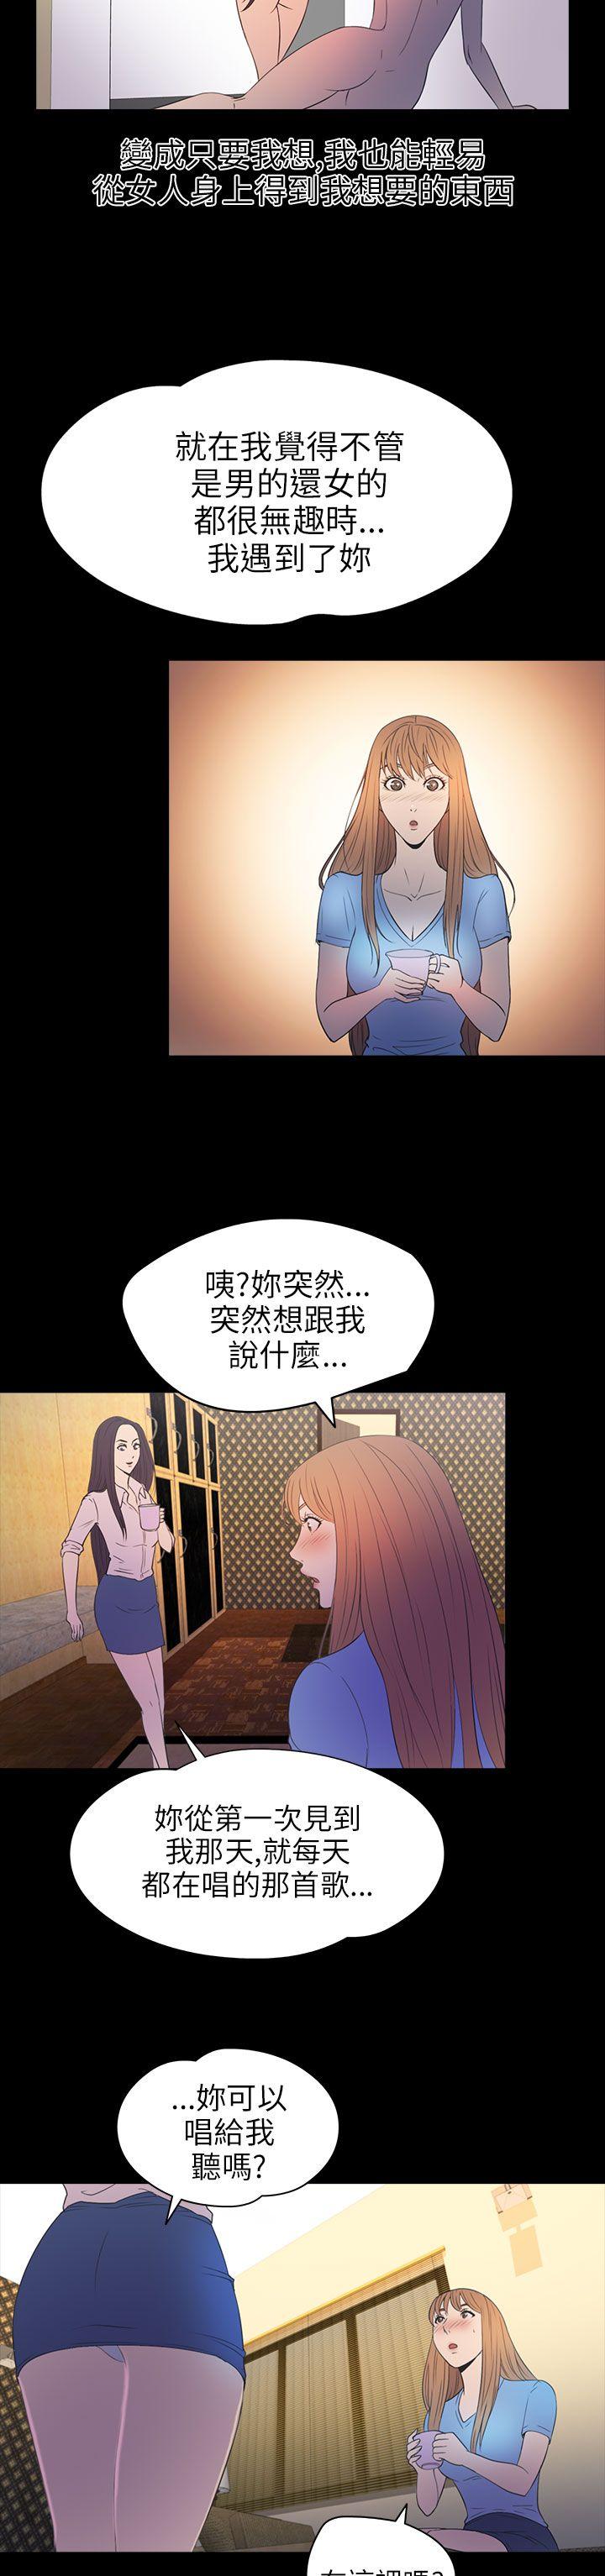 變成只要我想,我也能輕易
從女人身上得到我想要的東西
就在我覺得不管
是男的還女的
都很無趣時...
我遇到了妳
咦?妳突然...
突然想跟我
說什麼...
妳從第一次見到
我那天,就每天
都在唱的那首歌...
...妳可以
唱給我
聽嗎?
在這裡嗎?